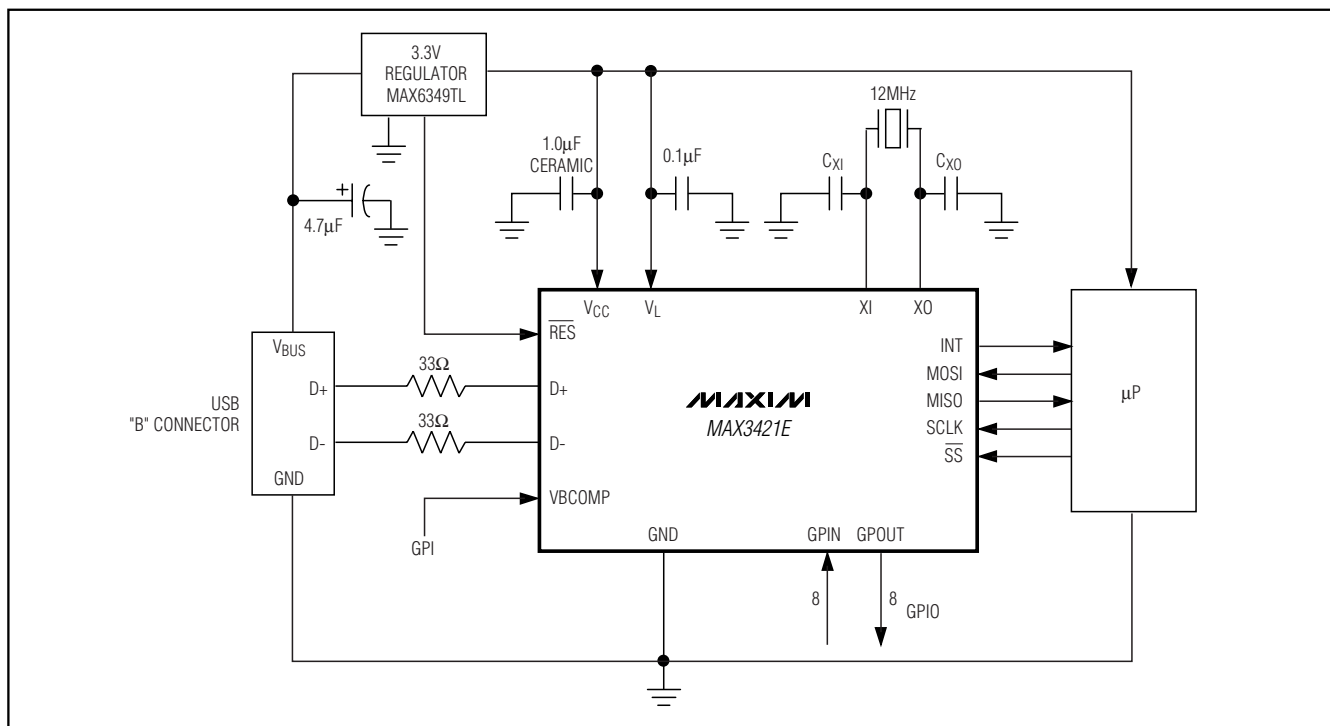 3.3V
REGULATOR
MAX6349TL
12MHz
1.0µF
CERAMIC
0.1µF
CXI
CXO
+
4.7µF
VCC
VL
XI
XO
RES
VBUS
33Ω
D+
D+
INT
MOSI
MAXIM
MISO
µP
USB
"B" CONNECTOR
33Ω
MAX3421E
SCLK
D-
D-
SS
GND
VBCOMP
GPI
GND
GPIN
GPOUT
8
8
GPIO